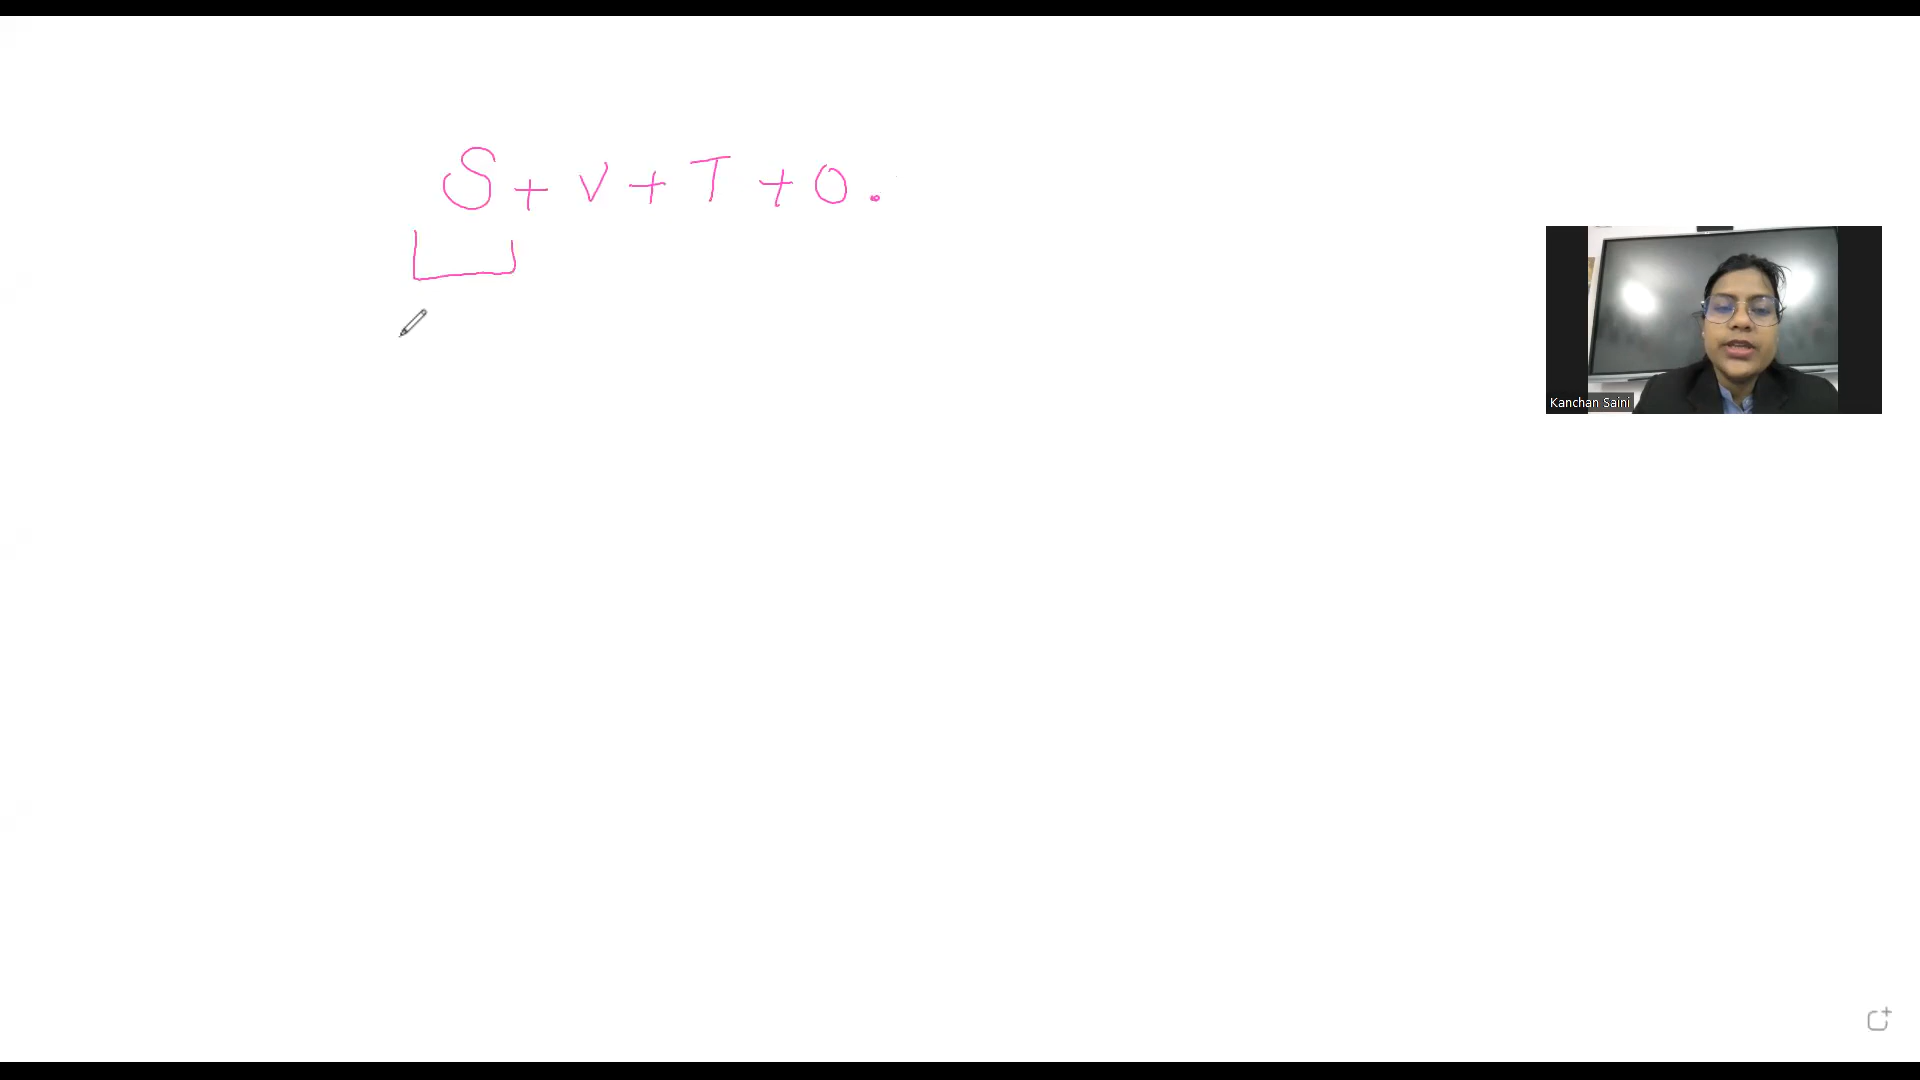 S + V + T + O .
Kanchan Saini